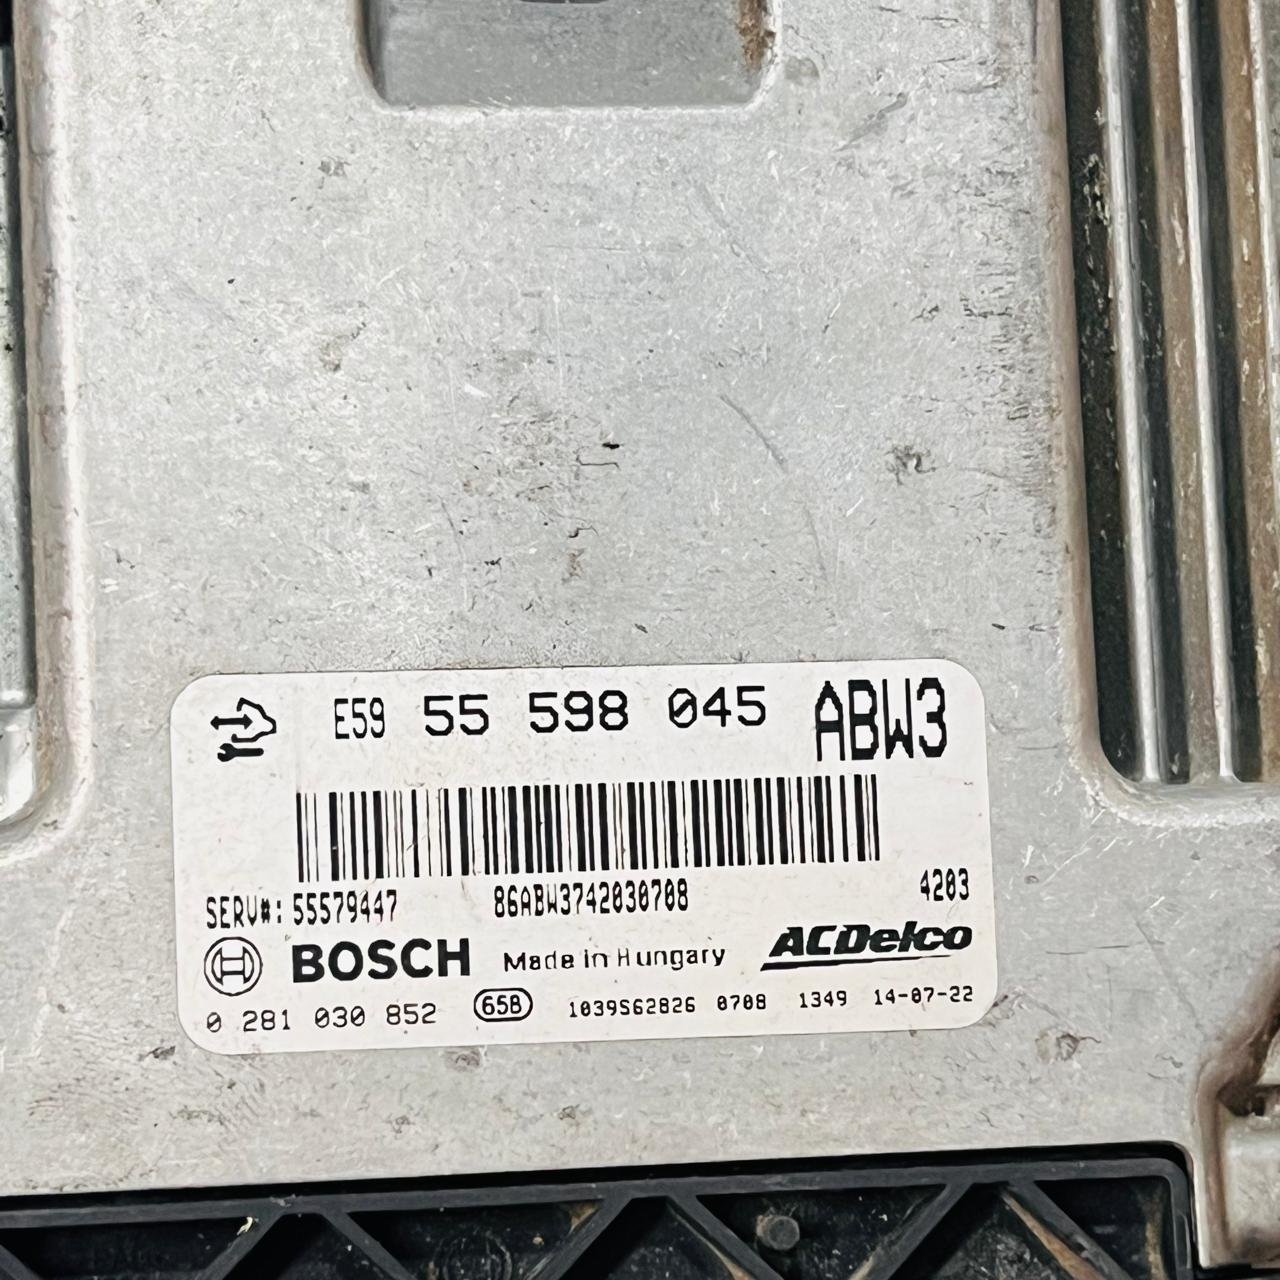 E59 55 598 045 ABW3
SERV#: 55579447 86ABW3742030708 4203
BOSCH Made in Hungary ACDelco
0 281 030 852 65B 1039S62826 0708 1349 14-07-22